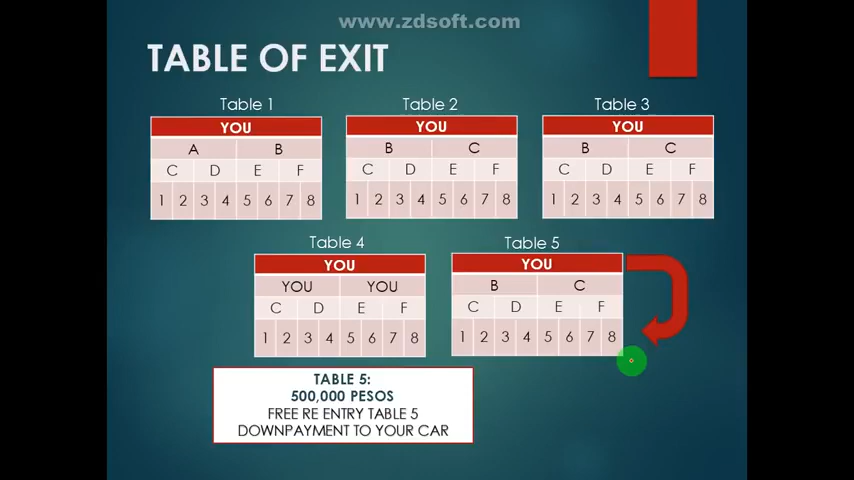 www.zdsoft.com
TABLE OF EXIT
Table 1
YOU
A B
C D E F
1 2 3 4 5 6 7 8
Table 2
YOU
B C
C D E F
1 2 3 4 5 6 7 8
Table 3
YOU
B C
C D E F
1 2 3 4 5 6 7 8
Table 4
YOU
YOU YOU
C D E F
1 2 3 4 5 6 7 8
Table 5
YOU
B C
C D E F
1 2 3 4 5 6 7 8
TABLE 5:
500,000 PESOS
FREE RE ENTRY TABLE 5
DOWNPAYMENT TO YOUR CAR